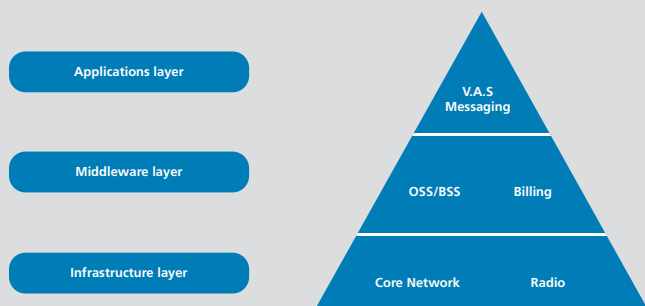 Applications layer
V.A.S
Messaging
Middleware layer
OSS/BSS
Billing
Infrastructure layer
Core Network
Radio